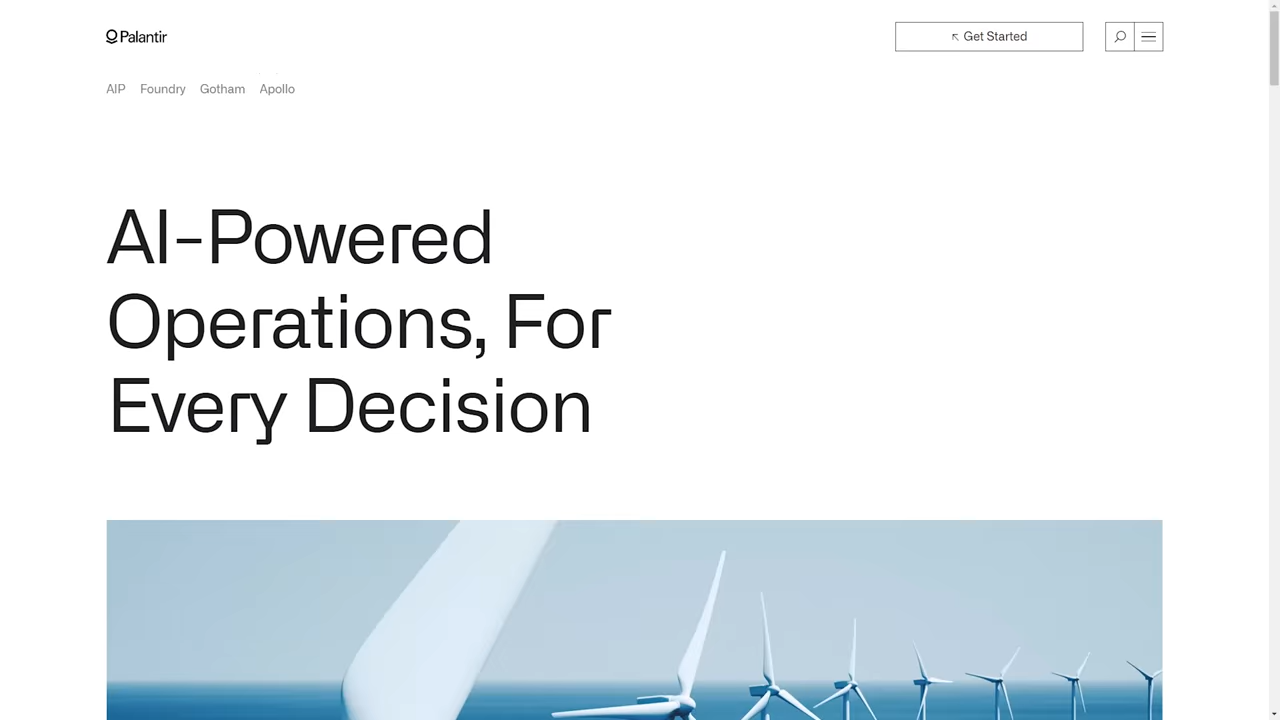 Palantir
Get Started
AIP Foundry Gotham Apollo
AI-Powered
Operations, For
Every Decision